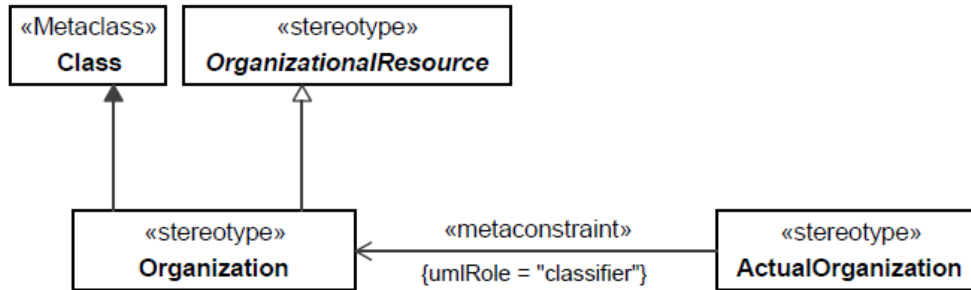 «Metaclass»
Class
«stereotype»
OrganizationalResource
«stereotype»
Organization
«metaconstraint»
{umlRole = "classifier"}
«stereotype»
ActualOrganization